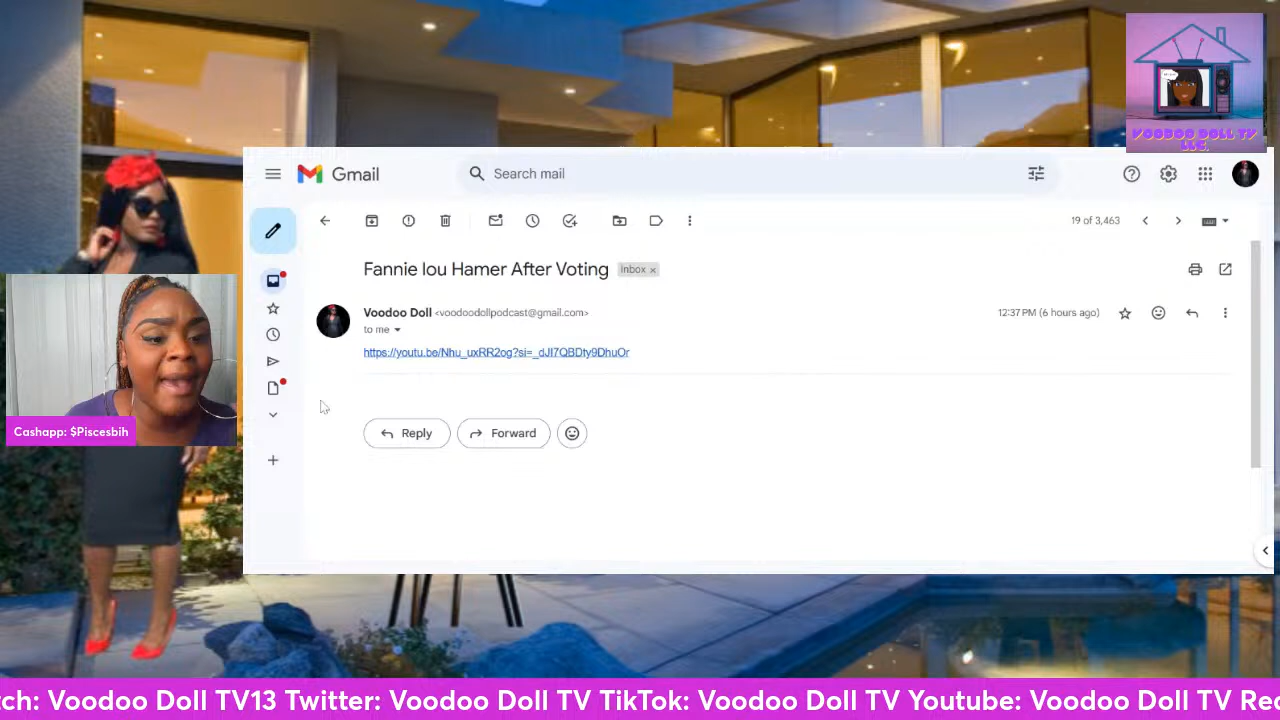 VOODOO DOLL TV
LLC.
Gmail
Search mail
19 of 3,463
Fannie lou Hamer After Voting
Inbox x
Voodoo Doll <voodoodollpodcast@gmail.com>
12:37 PM (6 hours ago)
to me
https://youtu.be/Nhu_uxRR2og?si=_dJI7QBDty9DhuOr
Reply
Forward
Cashapp: $Piscesbih
tch: Voodoo Doll TV13 Twitter: Voodoo Doll TV TikTok: Voodoo Doll TV Youtube: Voodoo Doll TV Rec